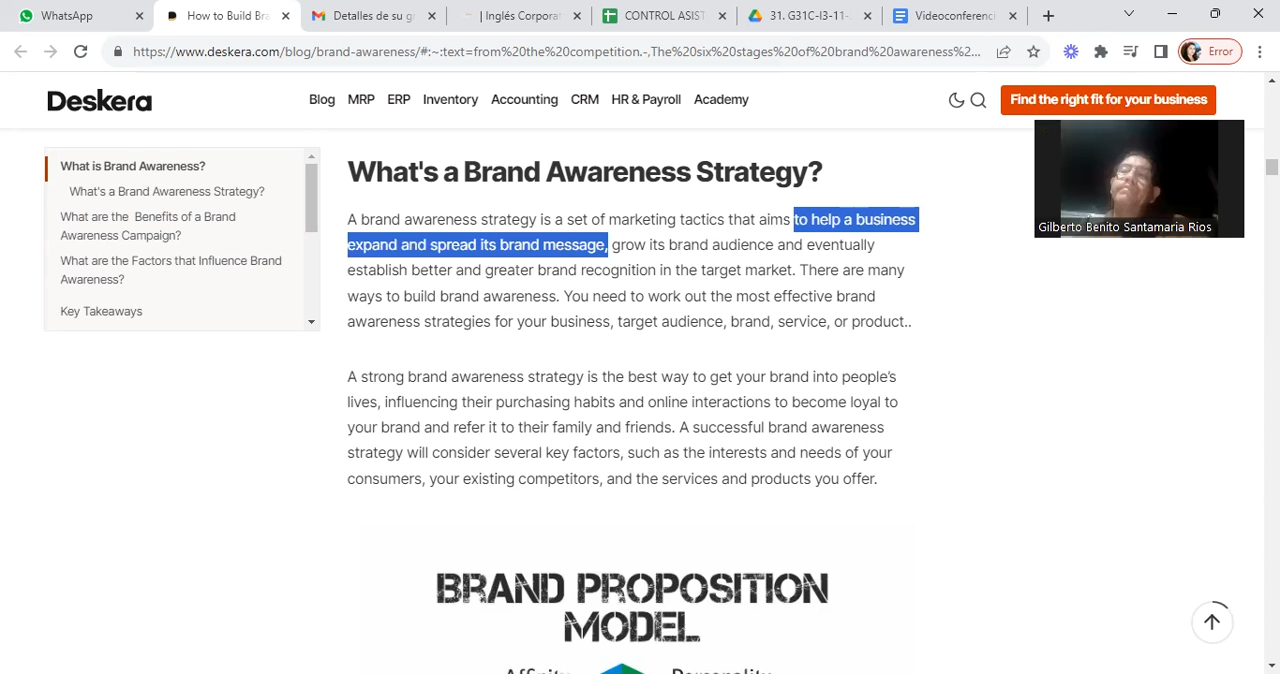 WhatsApp
How to Build Bra
Detalles de su gr
| Inglés Corporat
CONTROL ASIST
31. G31C-I3-11-
Videoconferenci
https://www.deskera.com/blog/brand-awareness/#:~:text=from%20the%20competition.-,The%20six%20stages%20of%20brand%20awareness%2...
Error
Deskera
Blog
MRP
ERP
Inventory
Accounting
CRM
HR & Payroll
Academy
Find the right fit for your business
What is Brand Awareness?
What's a Brand Awareness Strategy?
What are the Benefits of a Brand
Awareness Campaign?
What are the Factors that Influence Brand
Awareness?
Key Takeaways
What's a Brand Awareness Strategy?
A brand awareness strategy is a set of marketing tactics that aims to help a business
expand and spread its brand message, grow its brand audience and eventually
establish better and greater brand recognition in the target market. There are many
ways to build brand awareness. You need to work out the most effective brand
awareness strategies for your business, target audience, brand, service, or product..
A strong brand awareness strategy is the best way to get your brand into people's
lives, influencing their purchasing habits and online interactions to become loyal to
your brand and refer it to their family and friends. A successful brand awareness
strategy will consider several key factors, such as the interests and needs of your
consumers, your existing competitors, and the services and products you offer.
Gilberto Benito Santamaria Rios
BRAND PROPOSITION
MODEL
Affinity
Personality